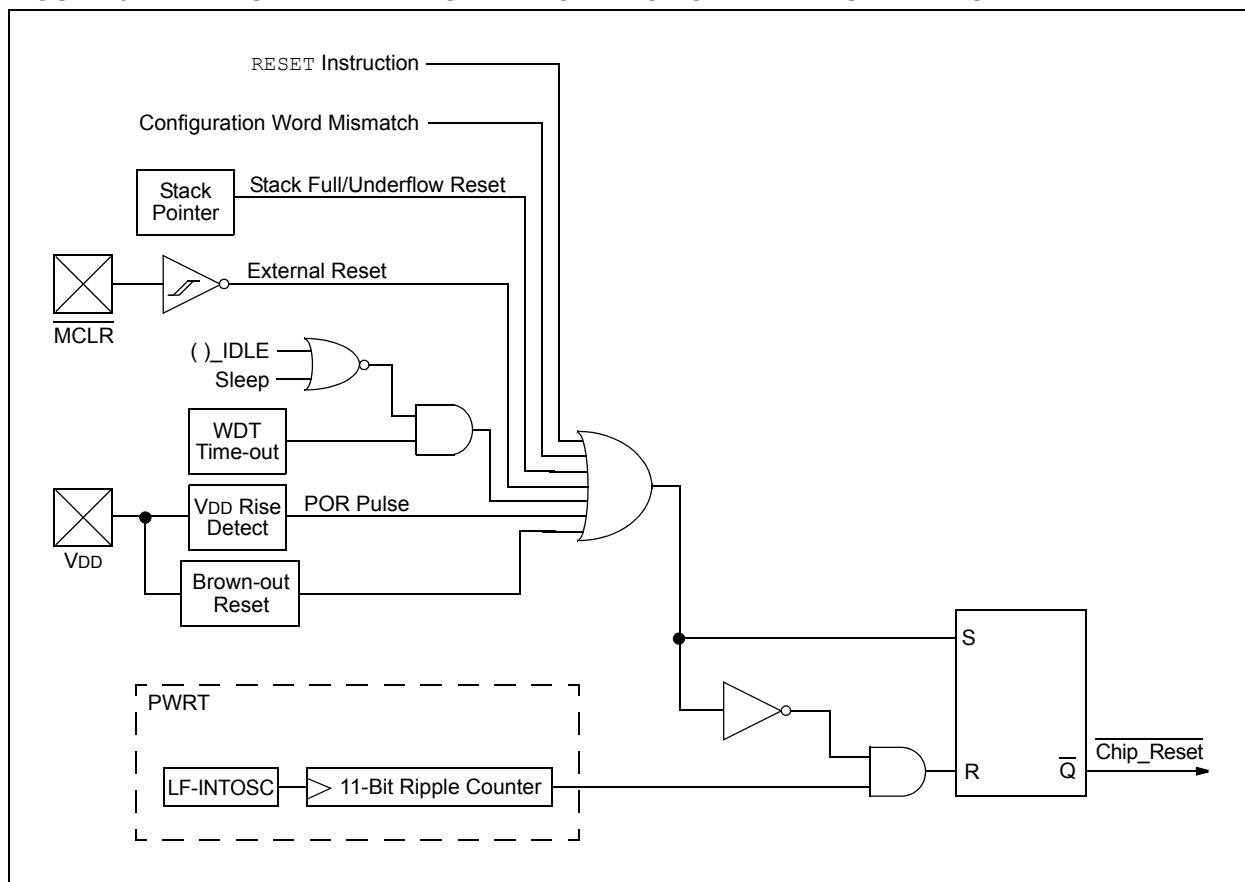 RESET Instruction
Configuration Word Mismatch
Stack
Pointer
Stack Full/Underflow Reset
External Reset
MCLR
( )_IDLE
Sleep
WDT
Time-out
VDD Rise
Detect
POR Pulse
VDD
Brown-out
Reset
S
PWRT
Chip_Reset
LF-INTOSC
11-Bit Ripple Counter
R
Q